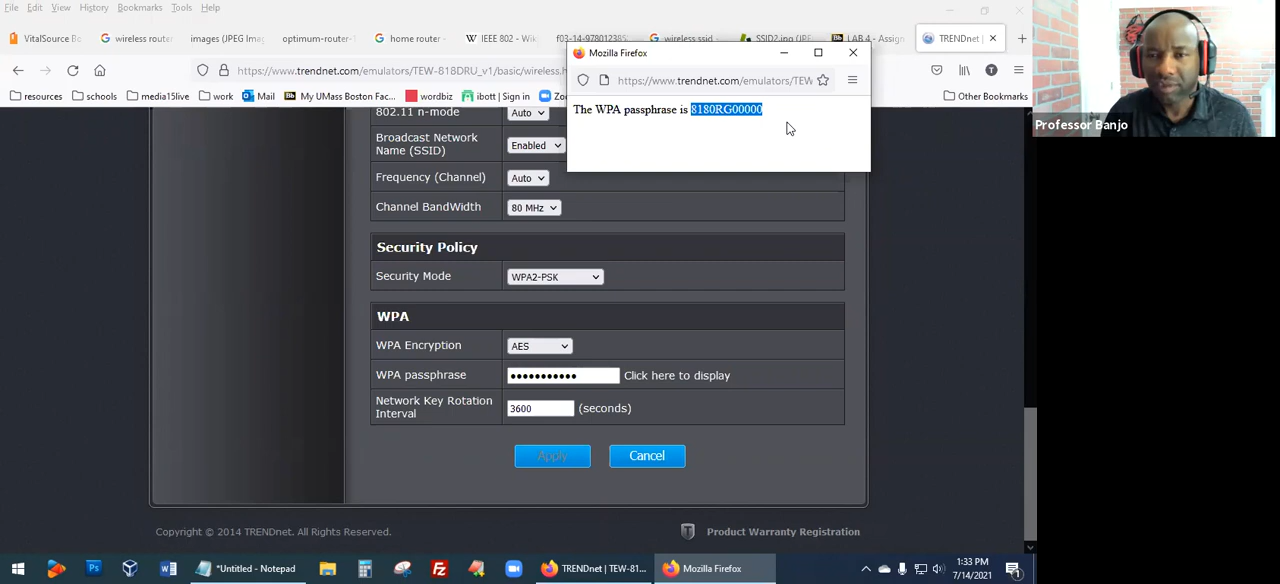 File Edit View History Bookmarks Tools Help
VitalSource Bo
wireless router
images (JPEG Ima
optimum-router-
home router -
IEEE 802 - Wik
f03-14-978012385
wireless ssid
SSID2.jpg
LAB 4 - Assign
TRENDnet |
https://www.trendnet.com/emulators/TEW-818DRU_v1/basic/wireless.h
resources
schools
media15live
work
Mail
My UMass Boston Fac
wordbiz
ibott | Sign in
Zoo
Other Bookmarks
Mozilla Firefox
https://www.trendnet.com/emulators/TEW
The WPA passphrase is 8180RG00000
Professor Banjo
802.11 n-mode Auto
Broadcast Network
Name (SSID) Enabled
Frequency (Channel) Auto
Channel BandWidth 80 MHz
Security Policy
Security Mode WPA2-PSK
WPA
WPA Encryption AES
WPA passphrase ●●●●●●●●●●● Click here to display
Network Key Rotation
Interval 3600 (seconds)
Apply Cancel
Copyright © 2014 TRENDnet. All Rights Reserved.
Product Warranty Registration
*Untitled - Notepad
TRENDnet | TEW-81...
Mozilla Firefox
1:33 PM
7/14/2021